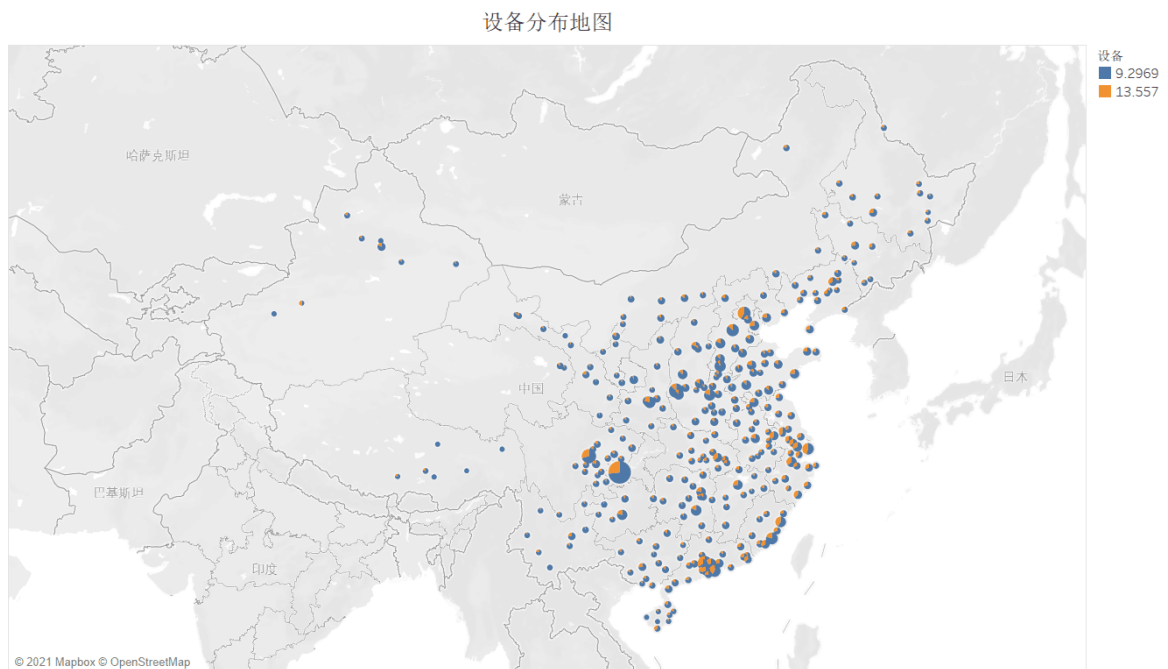 设备分布地图
设备
9.2969
13.557
哈萨克斯坦
蒙古
中国
日本
巴基斯坦
印度
© 2021 Mapbox © OpenStreetMap